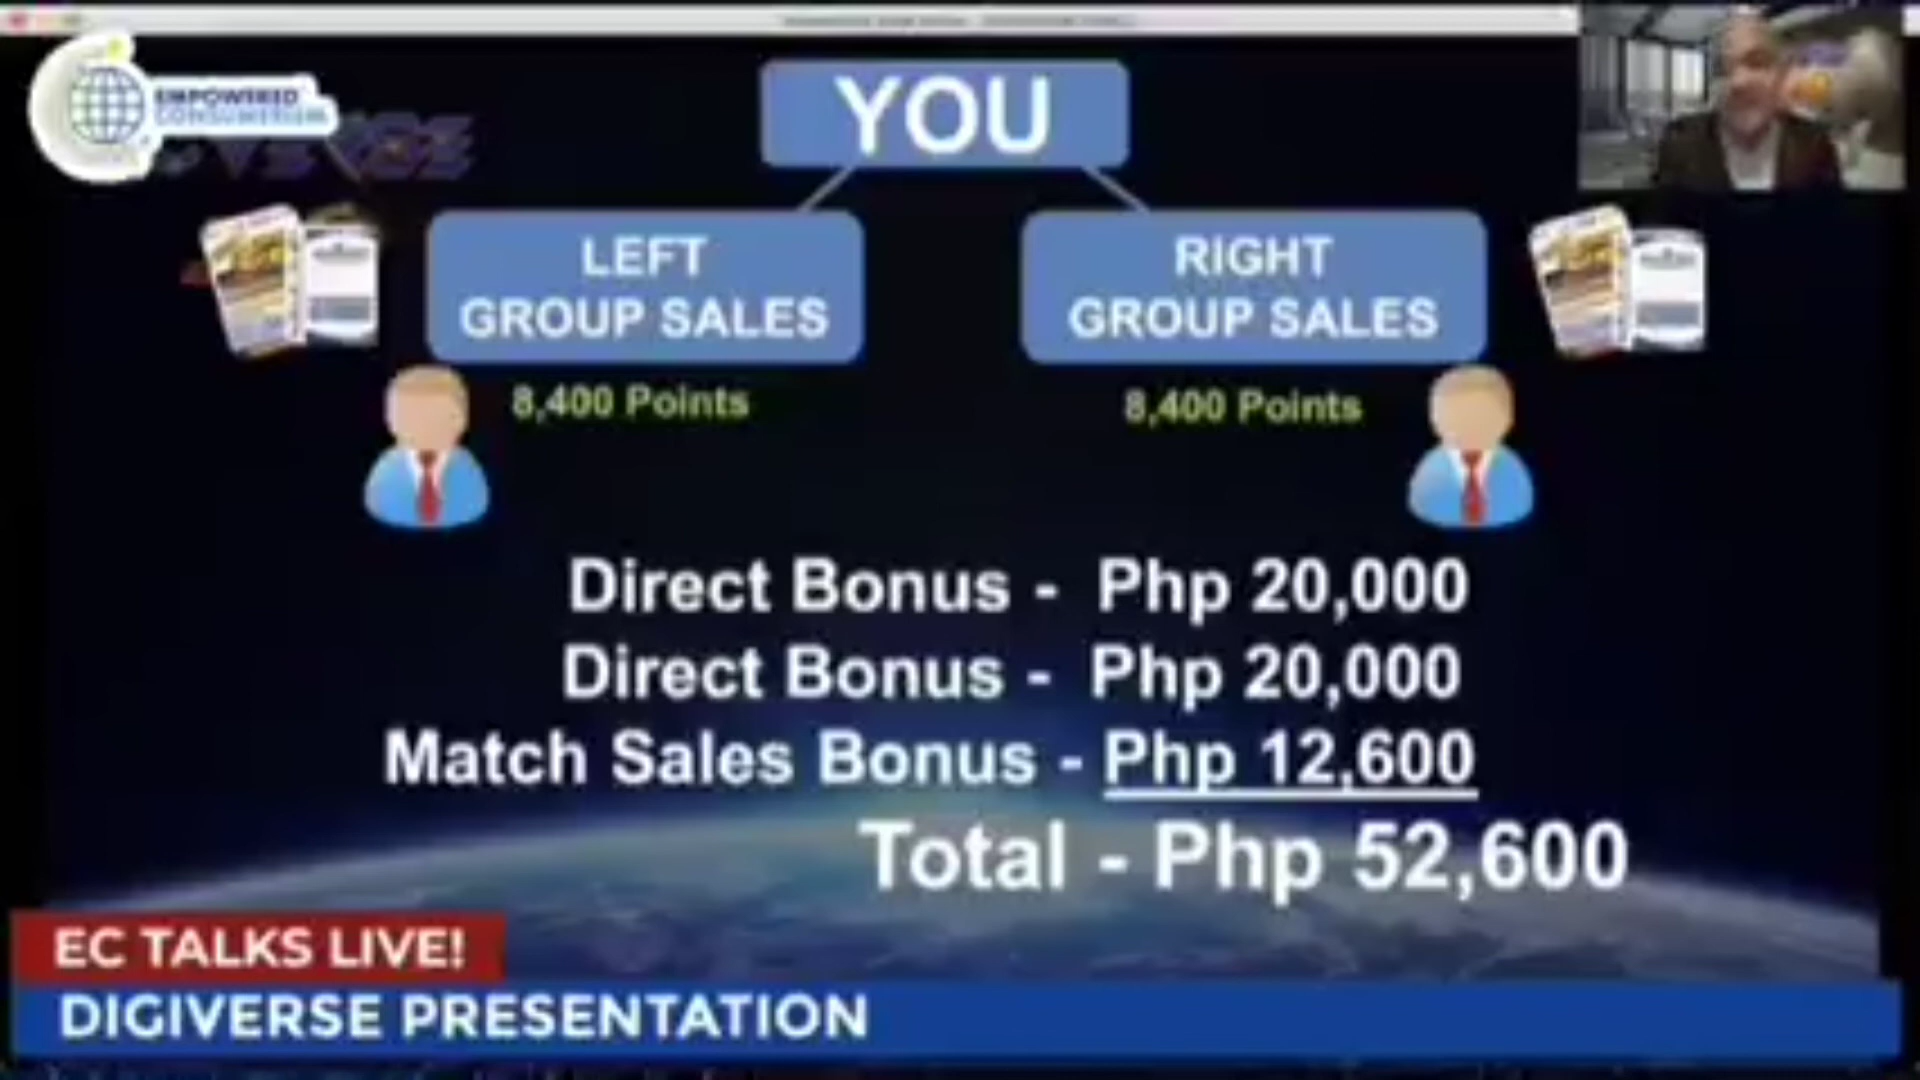 EMPOWERED
CONSUMERISM
YOU
LEFT
GROUP SALES
RIGHT
GROUP SALES
8,400 Points
8,400 Points
Direct Bonus - Php 20,000
Direct Bonus - Php 20,000
Match Sales Bonus - Php 12,600
Total - Php 52,600
EC TALKS LIVE!
DIGIVERSE PRESENTATION